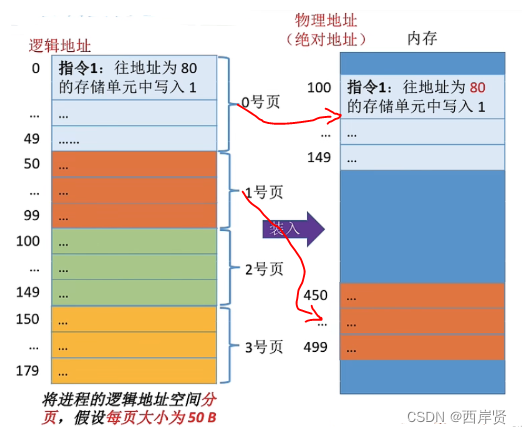 逻辑地址
0
指令1：往地址为 80
的存储单元中写入 1
...
...
49
......
50
...
...
...
99
...
100
...
...
...
149
...
150
...
...
...
179
...
0号页
1号页
2号页
3号页
装入
将进程的逻辑地址空间分
页，假设每页大小为 50 B
物理地址
（绝对地址）
内存
100
指令1：往地址为 80
的存储单元中写入 1
...
...
149
...
450
...
...
...
499
...
CSDN @西岸贤